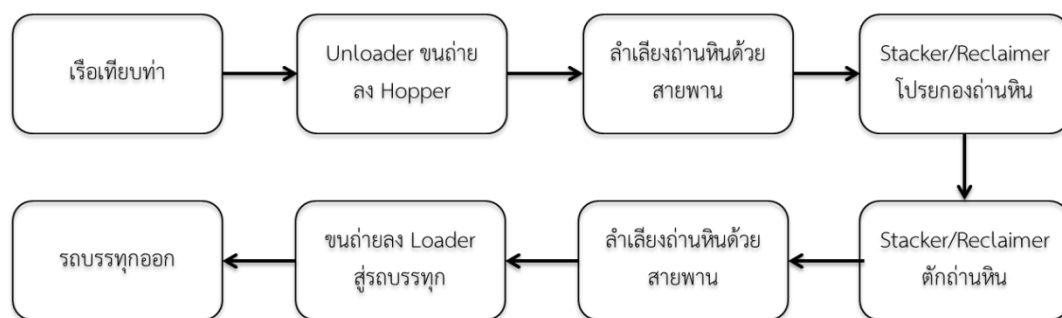 เรือเทียบท่า
Unloader ขนถ่าย
ลง Hopper
ลำเลียงถ่านหินด้วย
สายพาน
Stacker/Reclaimer
โปรยกองถ่านหิน
Stacker/Reclaimer
ตักถ่านหิน
ลำเลียงถ่านหินด้วย
สายพาน
ขนถ่ายลง Loader
สู่รถบรรทุก
รถบรรทุกออก